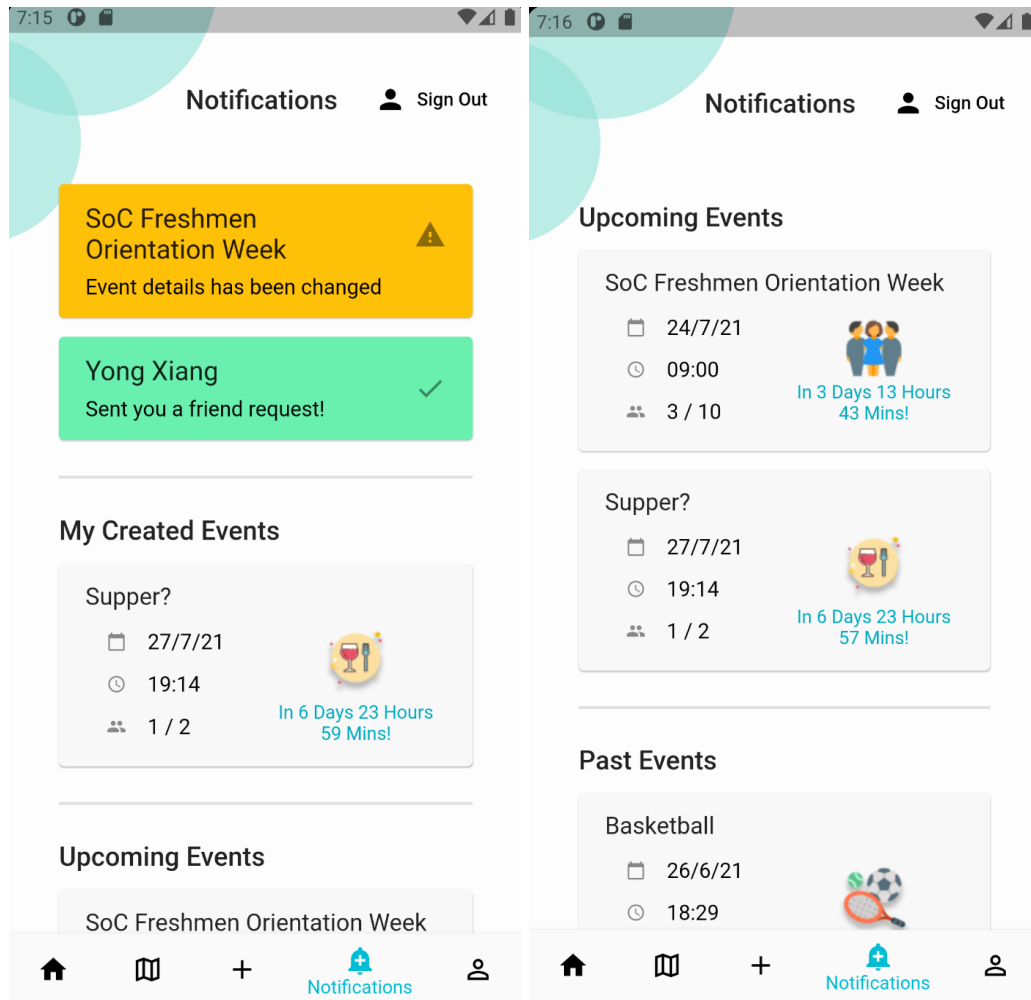 7:15
Notifications
Sign Out
SoC Freshmen
Orientation Week
Event details has been changed
Yong Xiang
Sent you a friend request!
My Created Events
Supper?
27/7/21
19:14
1 / 2
In 6 Days 23 Hours
59 Mins!
Upcoming Events
SoC Freshmen Orientation Week
Notifications
7:16
Notifications
Sign Out
Upcoming Events
SoC Freshmen Orientation Week
24/7/21
09:00
3 / 10
In 3 Days 13 Hours
43 Mins!
Supper?
27/7/21
19:14
1 / 2
In 6 Days 23 Hours
57 Mins!
Past Events
Basketball
26/6/21
18:29
Notifications